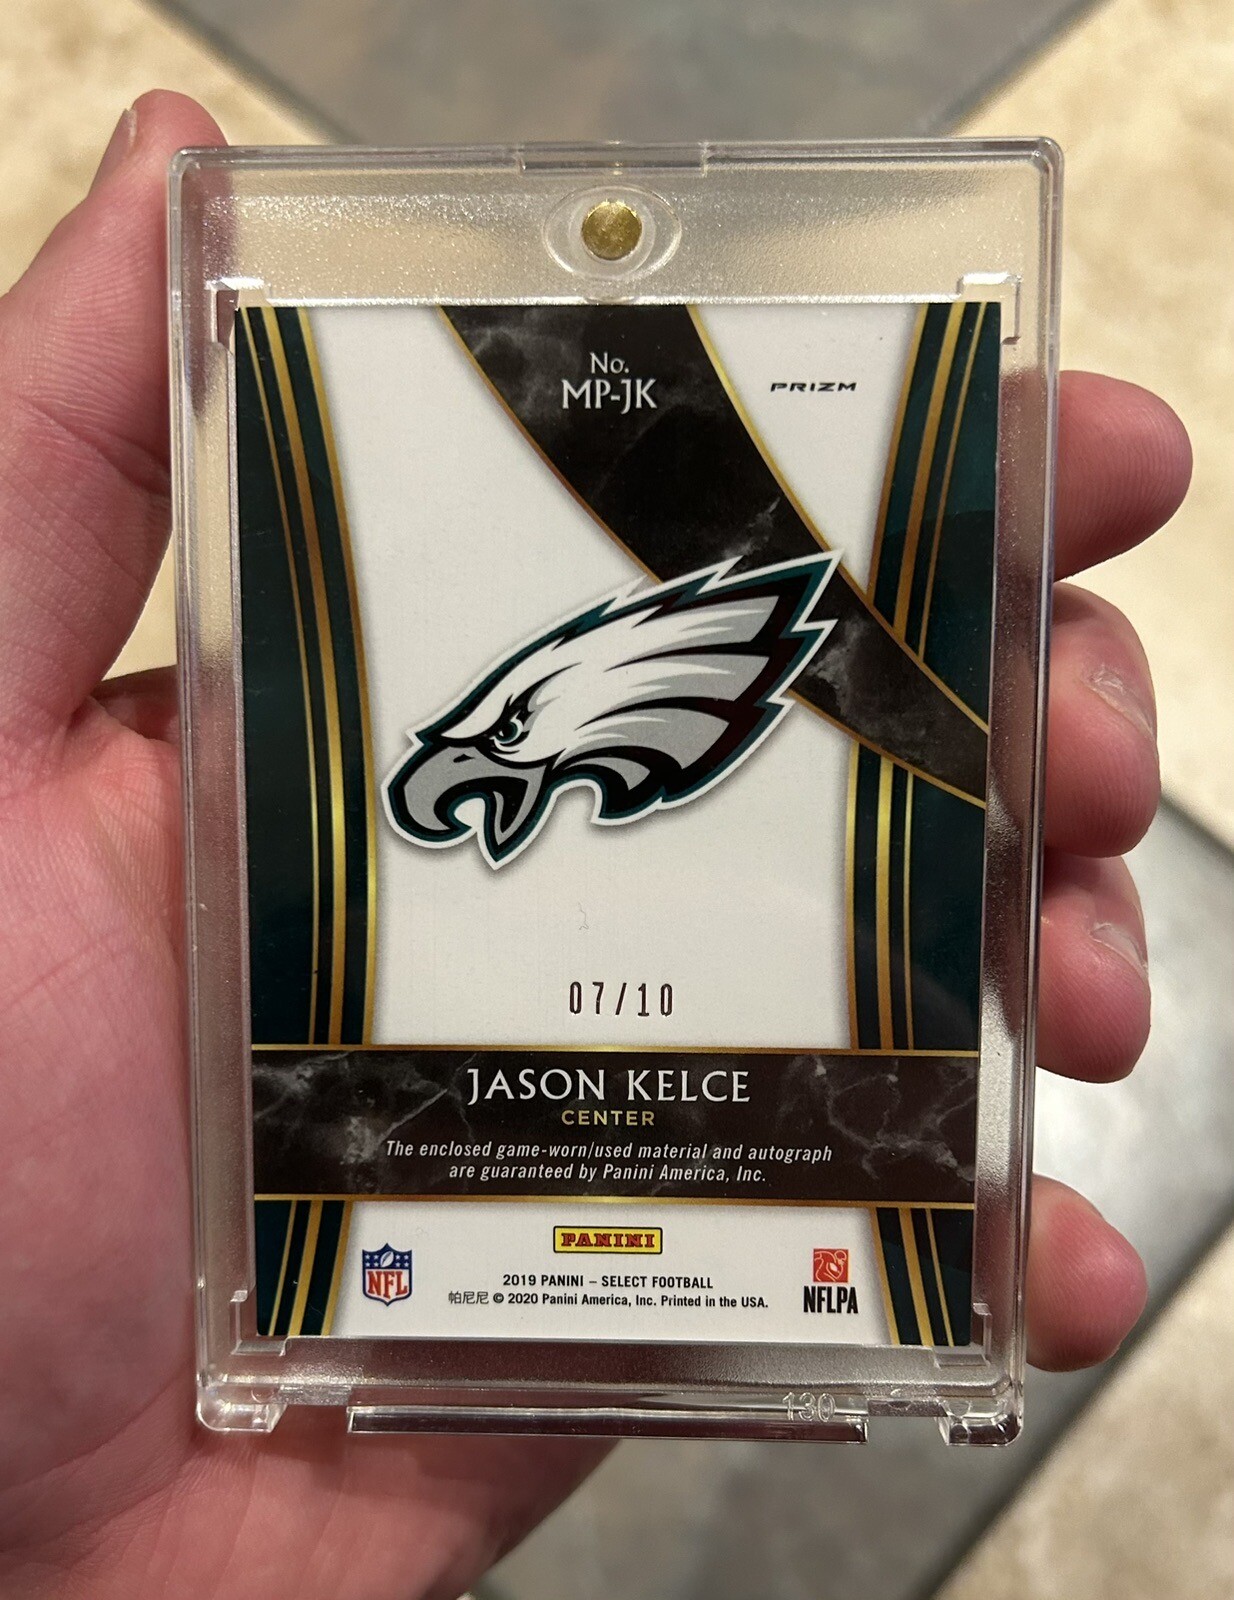 No.
MP-JK
PRIZM
07/10
JASON KELCE
CENTER
The enclosed game-worn/used material and autograph
are guaranteed by Panini America, Inc.
PANINI
NFL
2019 PANINI – SELECT FOOTBALL
帕尼尼 © 2020 Panini America, Inc. Printed in the USA.
NFLPA
130